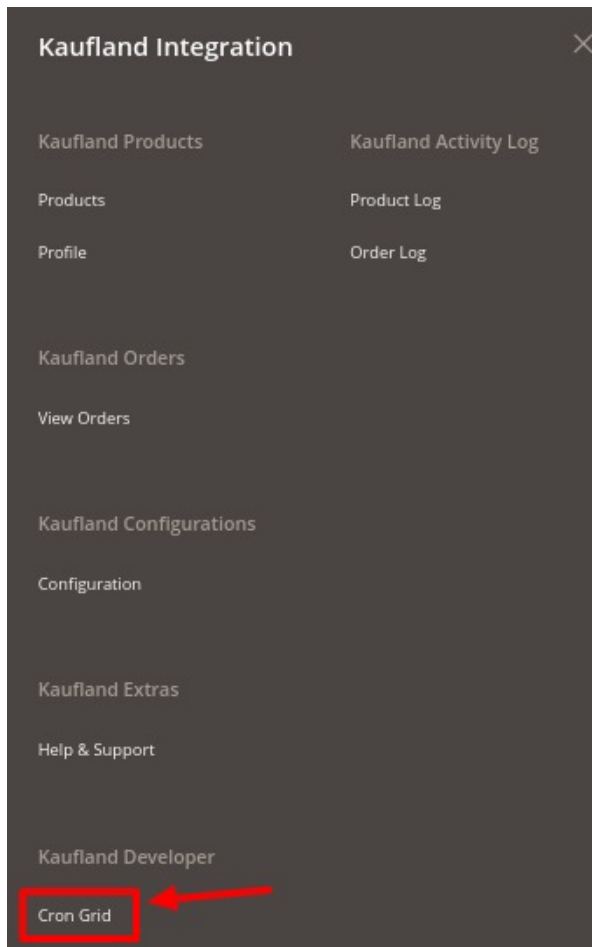 Kaufland Integration
Kaufland Products
Kaufland Activity Log
Products
Product Log
Profile
Order Log
Kaufland Orders
View Orders
Kaufland Configurations
Configuration
Kaufland Extras
Help & Support
Kaufland Developer
Cron Grid